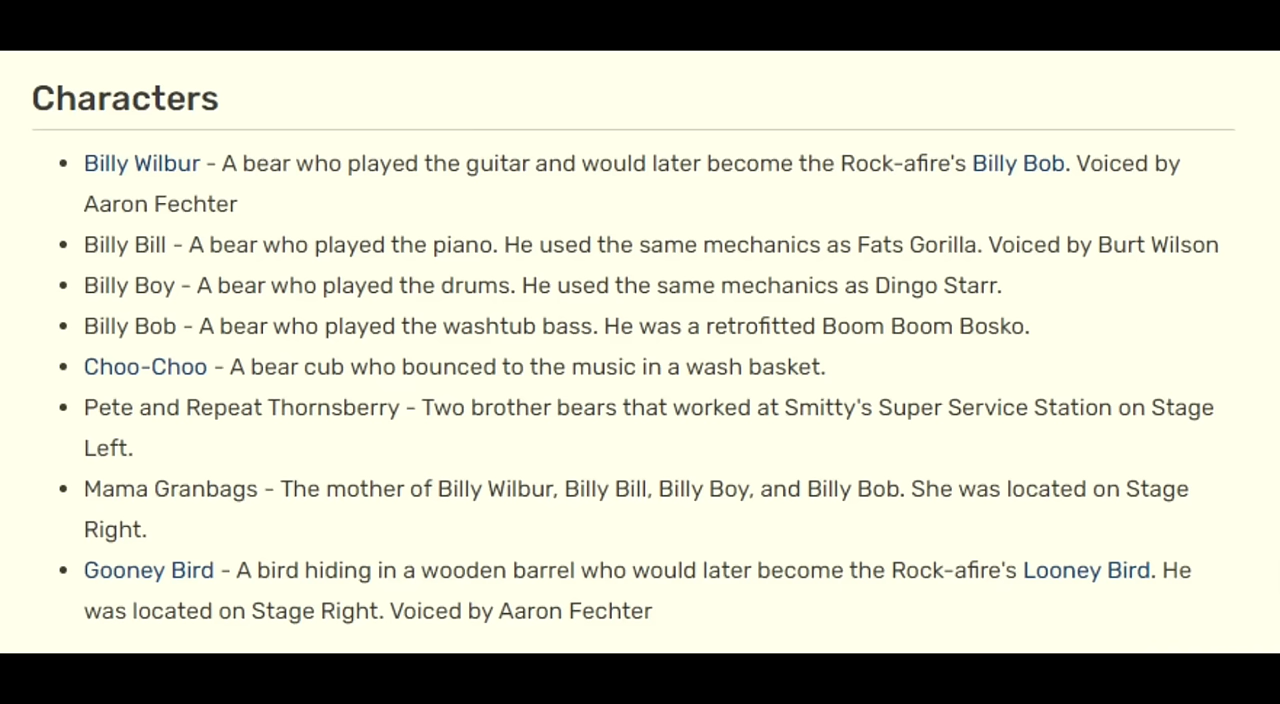 Characters
• Billy Wilbur - A bear who played the guitar and would later become the Rock-afire's Billy Bob. Voiced by
Aaron Fechter
• Billy Bill - A bear who played the piano. He used the same mechanics as Fats Gorilla. Voiced by Burt Wilson
• Billy Boy - A bear who played the drums. He used the same mechanics as Dingo Starr.
• Billy Bob - A bear who played the washtub bass. He was a retrofitted Boom Boom Bosko.
• Choo-Choo - A bear cub who bounced to the music in a wash basket.
• Pete and Repeat Thornsberry - Two brother bears that worked at Smitty's Super Service Station on Stage
Left.
• Mama Granbags - The mother of Billy Wilbur, Billy Bill, Billy Boy, and Billy Bob. She was located on Stage
Right.
• Gooney Bird - A bird hiding in a wooden barrel who would later become the Rock-afire's Looney Bird. He
was located on Stage Right. Voiced by Aaron Fechter